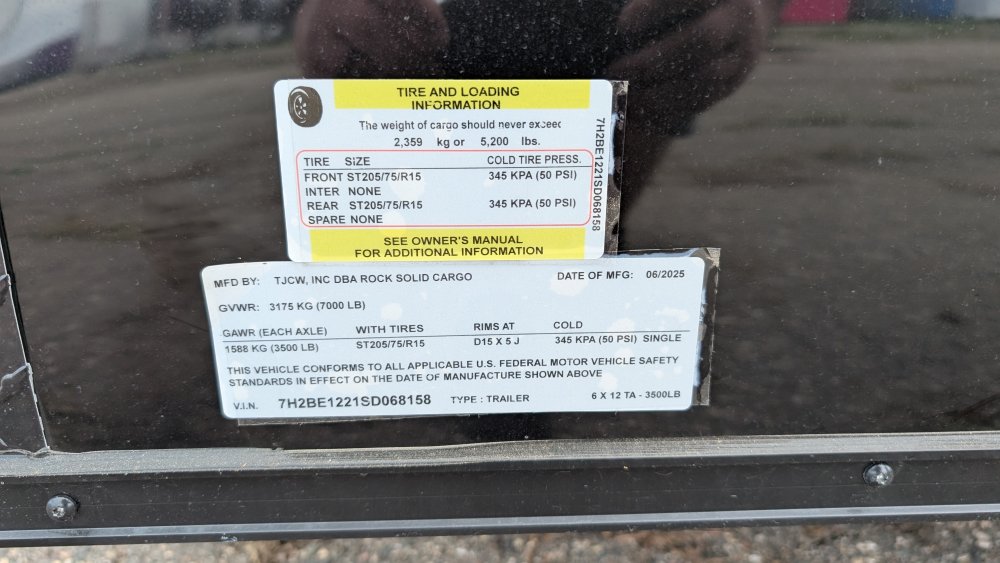 TIRE AND LOADING
INFORMATION
The weight of cargo should never exceed
2,359 kg or 5,200 lbs.
TIRE SIZE COLD TIRE PRESS.
FRONT ST205/75/R15 345 KPA (50 PSI)
INTER NONE
REAR ST205/75/R15 345 KPA (50 PSI)
SPARE NONE
SEE OWNER'S MANUAL
FOR ADDITIONAL INFORMATION
7H2BE1221SD068158
MFD BY: TJCW, INC DBA ROCK SOLID CARGO DATE OF MFG: 06/2025
GVWR: 3175 KG (7000 LB)
GAWR (EACH AXLE) WITH TIRES RIMS AT COLD
1588 KG (3500 LB) ST205/75/R15 D15 X 5 J 345 KPA (50 PSI) SINGLE
THIS VEHICLE CONFORMS TO ALL APPLICABLE U.S. FEDERAL MOTOR VEHICLE SAFETY
STANDARDS IN EFFECT ON THE DATE OF MANUFACTURE SHOWN ABOVE
V.I.N. 7H2BE1221SD068158 TYPE : TRAILER 6 X 12 TA - 3500LB